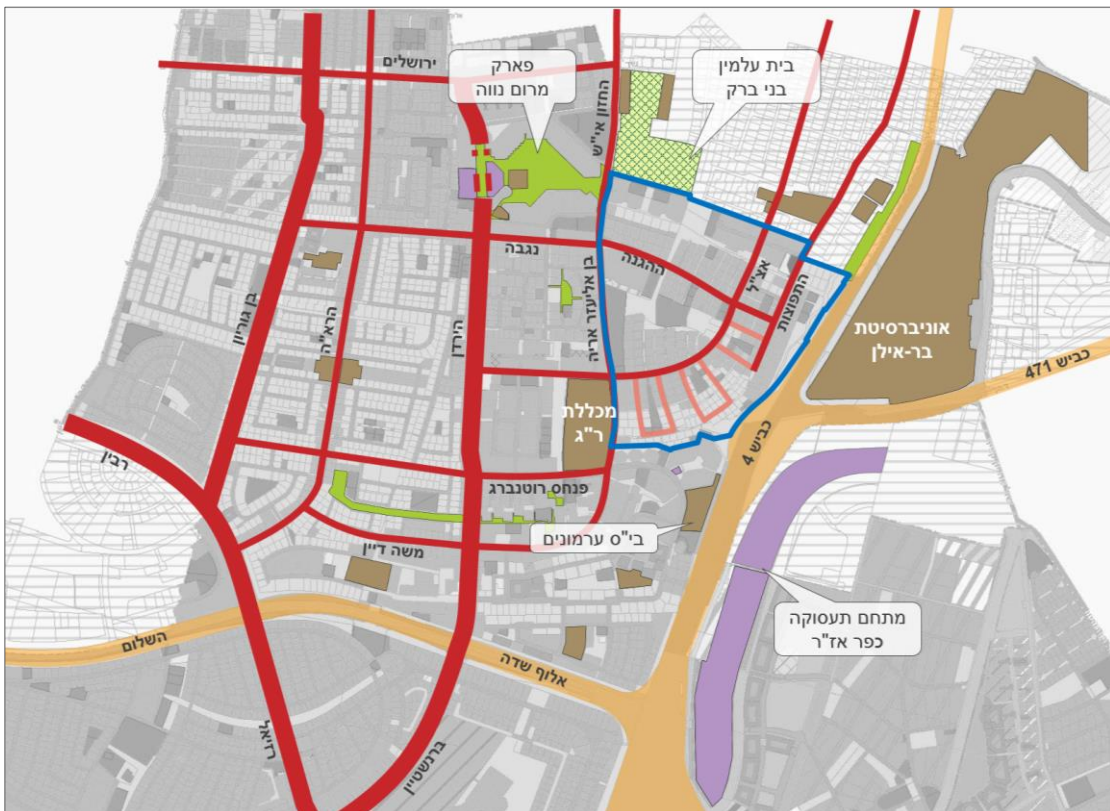 ירושלים
פארק
מרום נווה
בית עלמין
בני ברק
החזון אי"ש
נגבה
ההגנה
אצ"ל
התפוצות
בן גוריון
הרא"ה
הירדן
בן אליעזר אריה
אוניברסיטת
בר-אילן
כביש 471
כביש 4
מכללת
ר"ג
רבין
פנחס רוטנברג
משה דיין
בי"ס ערמונים
מתחם תעסוקה
כפר אז"ר
השלום
אלוף שדה
אליאב
ברנשטיין